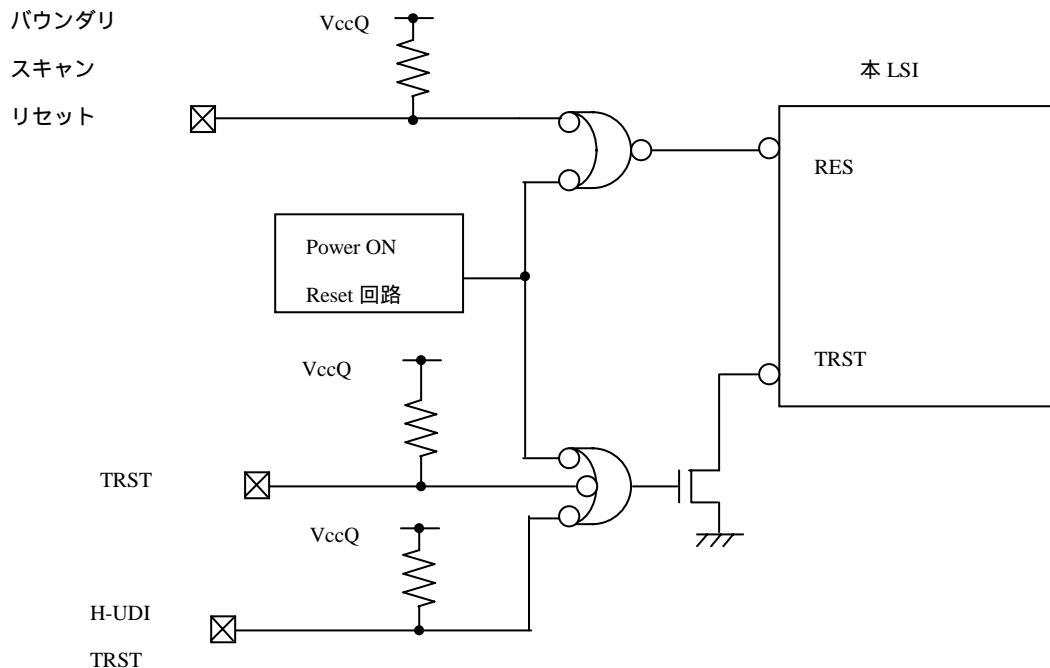 バウンダリ
スキャン
リセット
VccQ
本 LSI
RES
Power ON
Reset 回路
VccQ
TRST
TRST
VccQ
H-UDI
TRST